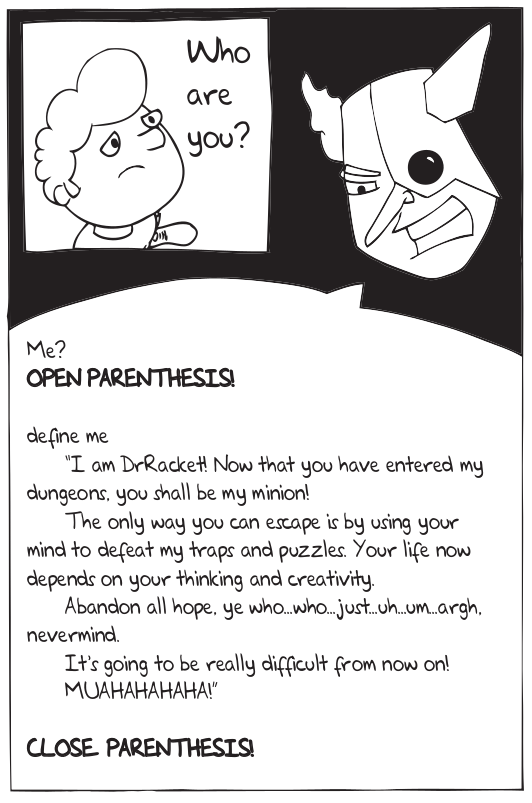 Who
are
you?
Me?
OPEN PARENTHESIS!
define me
"I am DrRacket! Now that you have entered my
dungeons, you shall be my minion!
The only way you can escape is by using your
mind to defeat my traps and puzzles. Your life now
depends on your thinking and creativity.
Abandon all hope, ye who...who...just...uh...um...argh,
nevermind.
It's going to be really difficult from now on!
MUAHAHAHAHA!"
CLOSE PARENTHESIS!